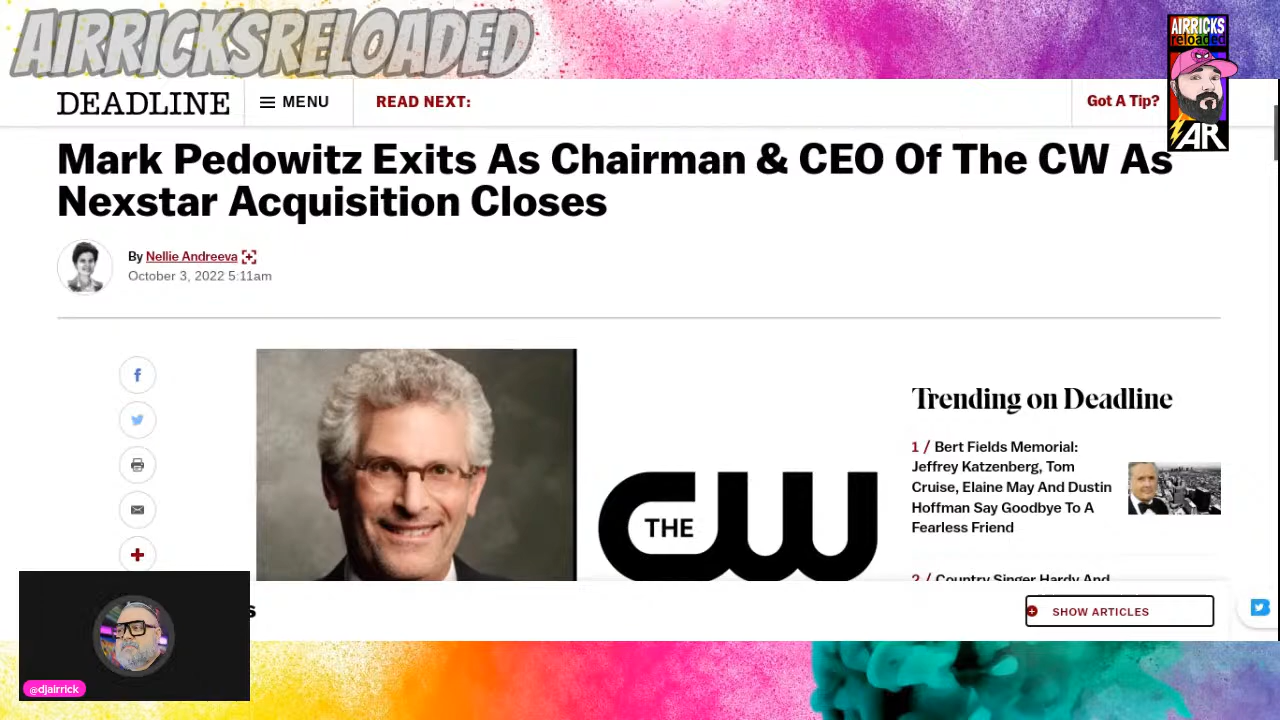 AIRRICKSRELOADED
AIRRICKS
reloaded
AR
DEADLINE
MENU
READ NEXT:
Got A Tip?
Mark Pedowitz Exits As Chairman & CEO Of The CW As
Nexstar Acquisition Closes
By Nellie Andreeva
October 3, 2022 5:11am
THE CW
Trending on Deadline
1 / Bert Fields Memorial:
Jeffrey Katzenberg, Tom
Cruise, Elaine May And Dustin
Hoffman Say Goodbye To A
Fearless Friend
2 / Country Singer Hardy And
s
SHOW ARTICLES
@djairrick